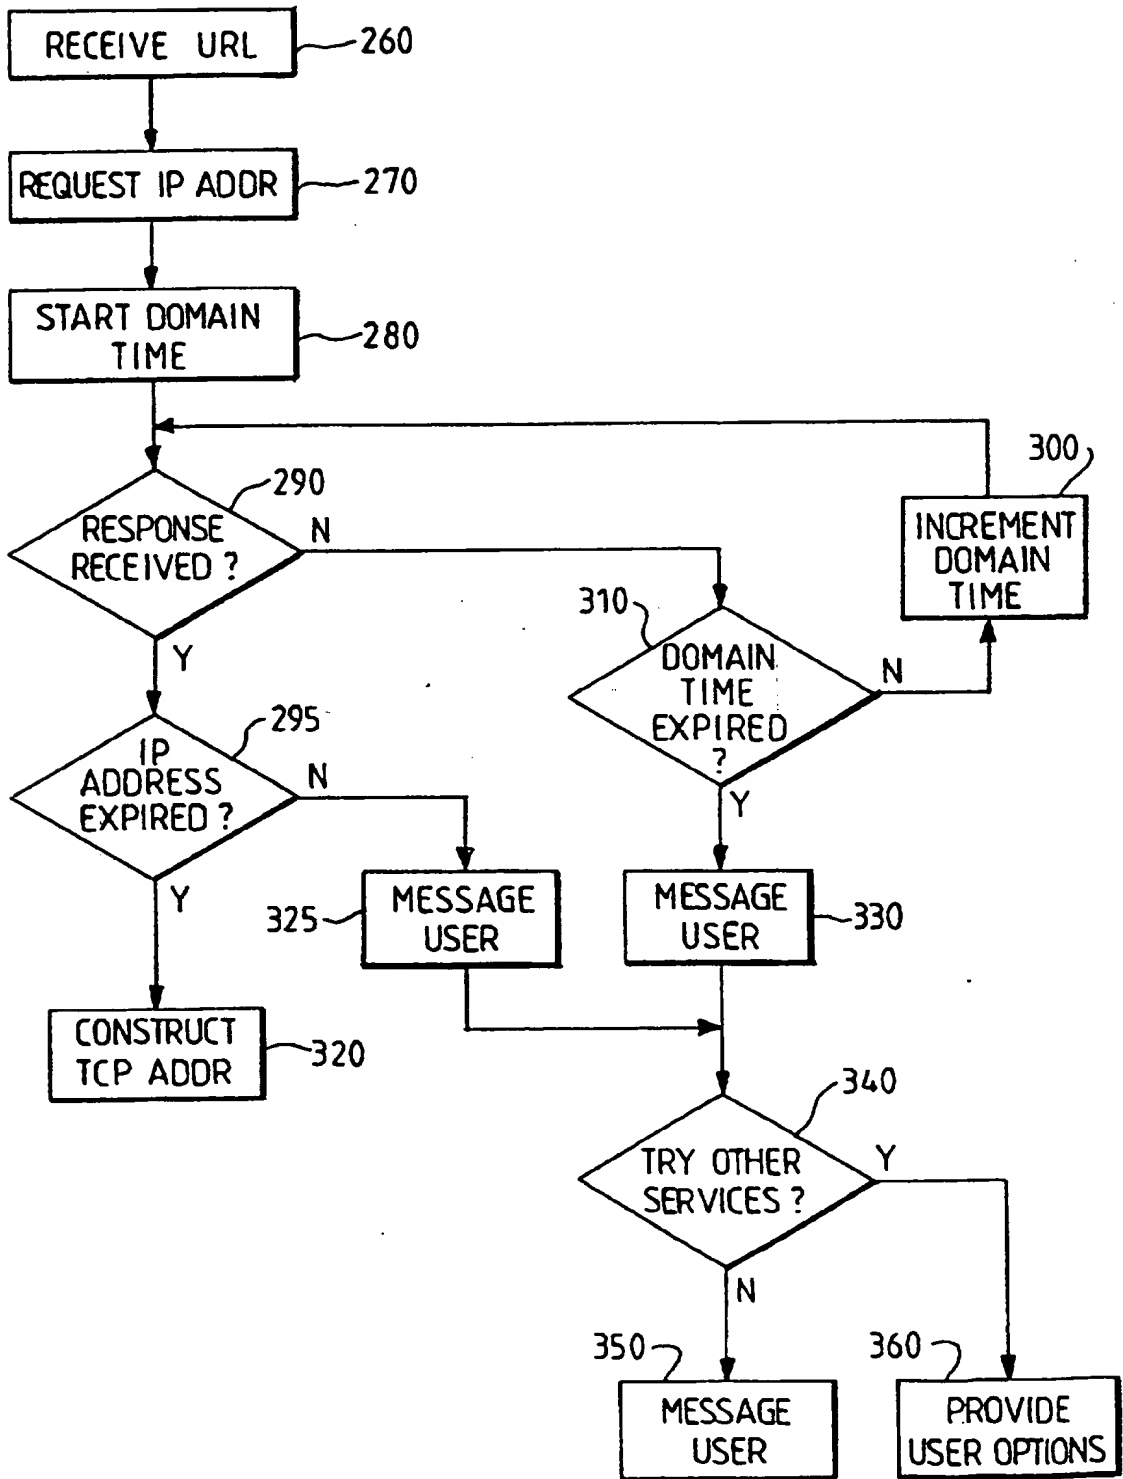 RECEIVE URL
260
REQUEST IP ADDR
270
START DOMAIN
TIME
280
290
RESPONSE
RECEIVED ?
N
Y
300
INCREMENT
DOMAIN
TIME
310
DOMAIN
TIME
EXPIRED
?
N
Y
295
IP
ADDRESS
EXPIRED ?
N
Y
325
MESSAGE
USER
MESSAGE
USER
330
CONSTRUCT
TCP ADDR
320
340
TRY OTHER
SERVICES ?
Y
N
350
MESSAGE
USER
360
PROVIDE
USER OPTIONS